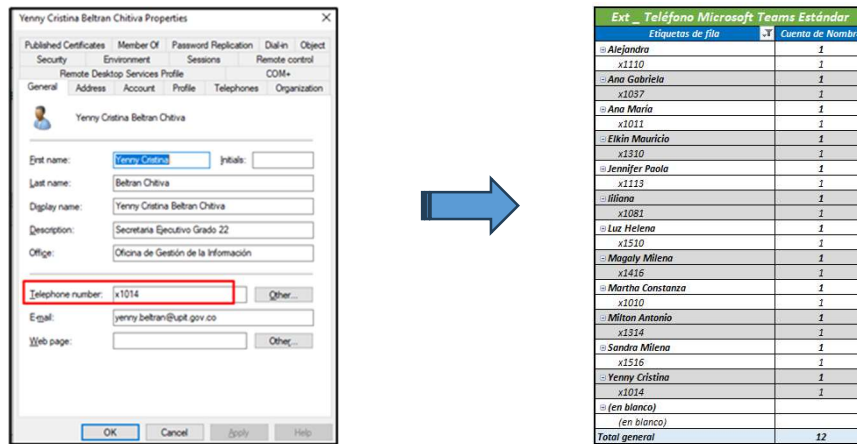 Yenny Cristina Beltran Chitiva Properties
Published Certificates Member Of Password Replication Dial-in Object
Security Environment Sessions Remote control
Remote Desktop Services Profile COM+
General Address Account Profile Telephones Organization
Yenny Cristina Beltran Chitiva
First name: Yenny Cristina Initials:
Last name: Beltran Chitiva
Display name: Yenny Cristina Beltran Chitiva
Description: Secretaria Ejecutivo Grado 22
Office: Oficina de Gestión de la Información
Telephone number: x1014 Other...
E-mail: yenny.beltran@upit.gov.co
Web page: Other...
OK Cancel Apply Help
Ext _ Teléfono Microsoft Teams Estándar
Etiquetas de fila Cuenta de Nombre
Alejandra 1
x1110 1
Ana Gabriela 1
x1037 1
Ana María 1
x1011 1
Elkin Mauricio 1
x1310 1
Jennifer Paola 1
x1113 1
liliana 1
x1081 1
Luz Helena 1
x1510 1
Magaly Milena 1
x1416 1
Martha Constanza 1
x1010 1
Milton Antonio 1
x1314 1
Sandra Milena 1
x1516 1
Yenny Cristina 1
x1014 1
(en blanco)
(en blanco)
Total general 12